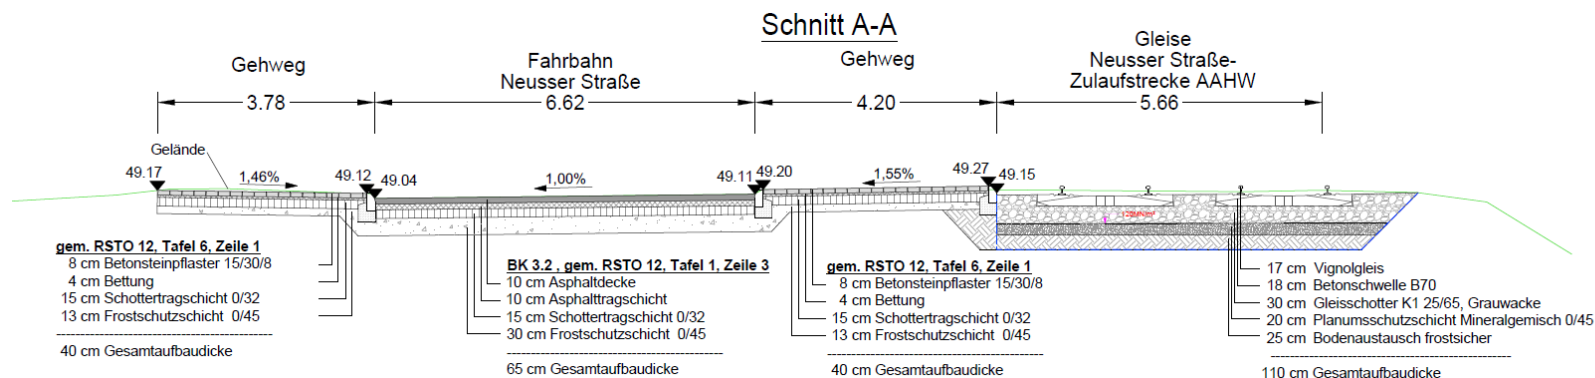 Schnitt A-A
Gehweg
3.78
Fahrbahn
Neusser Straße
6.62
Gehweg
4.20
Gleise
Neusser Straße-
Zulaufstrecke AAHW
5.66
Gelände
49.17
1,46%
49.12
49.04
1,00%
49.11
49.20
1,55%
49.27
49.15
gem. RSTO 12, Tafel 6, Zeile 1
8 cm Betonsteinpflaster 15/30/8
4 cm Bettung
15 cm Schottertragschicht 0/32
13 cm Frostschutzschicht 0/45
40 cm Gesamtaufbaudicke
BK 3.2 , gem. RSTO 12, Tafel 1, Zeile 3
10 cm Asphaltdecke
10 cm Asphalttragschicht
15 cm Schottertragschicht 0/32
30 cm Frostschutzschicht 0/45
65 cm Gesamtaufbaudicke
gem. RSTO 12, Tafel 6, Zeile 1
8 cm Betonsteinpflaster 15/30/8
4 cm Bettung
15 cm Schottertragschicht 0/32
13 cm Frostschutzschicht 0/45
40 cm Gesamtaufbaudicke
17 cm Vignolgleis
18 cm Betonschwelle B70
30 cm Gleisschotter K1 25/65, Grauwacke
20 cm Planumsschutzschicht Mineralgemisch 0/45
25 cm Bodenaustausch frostsicher
110 cm Gesamtaufbaudicke